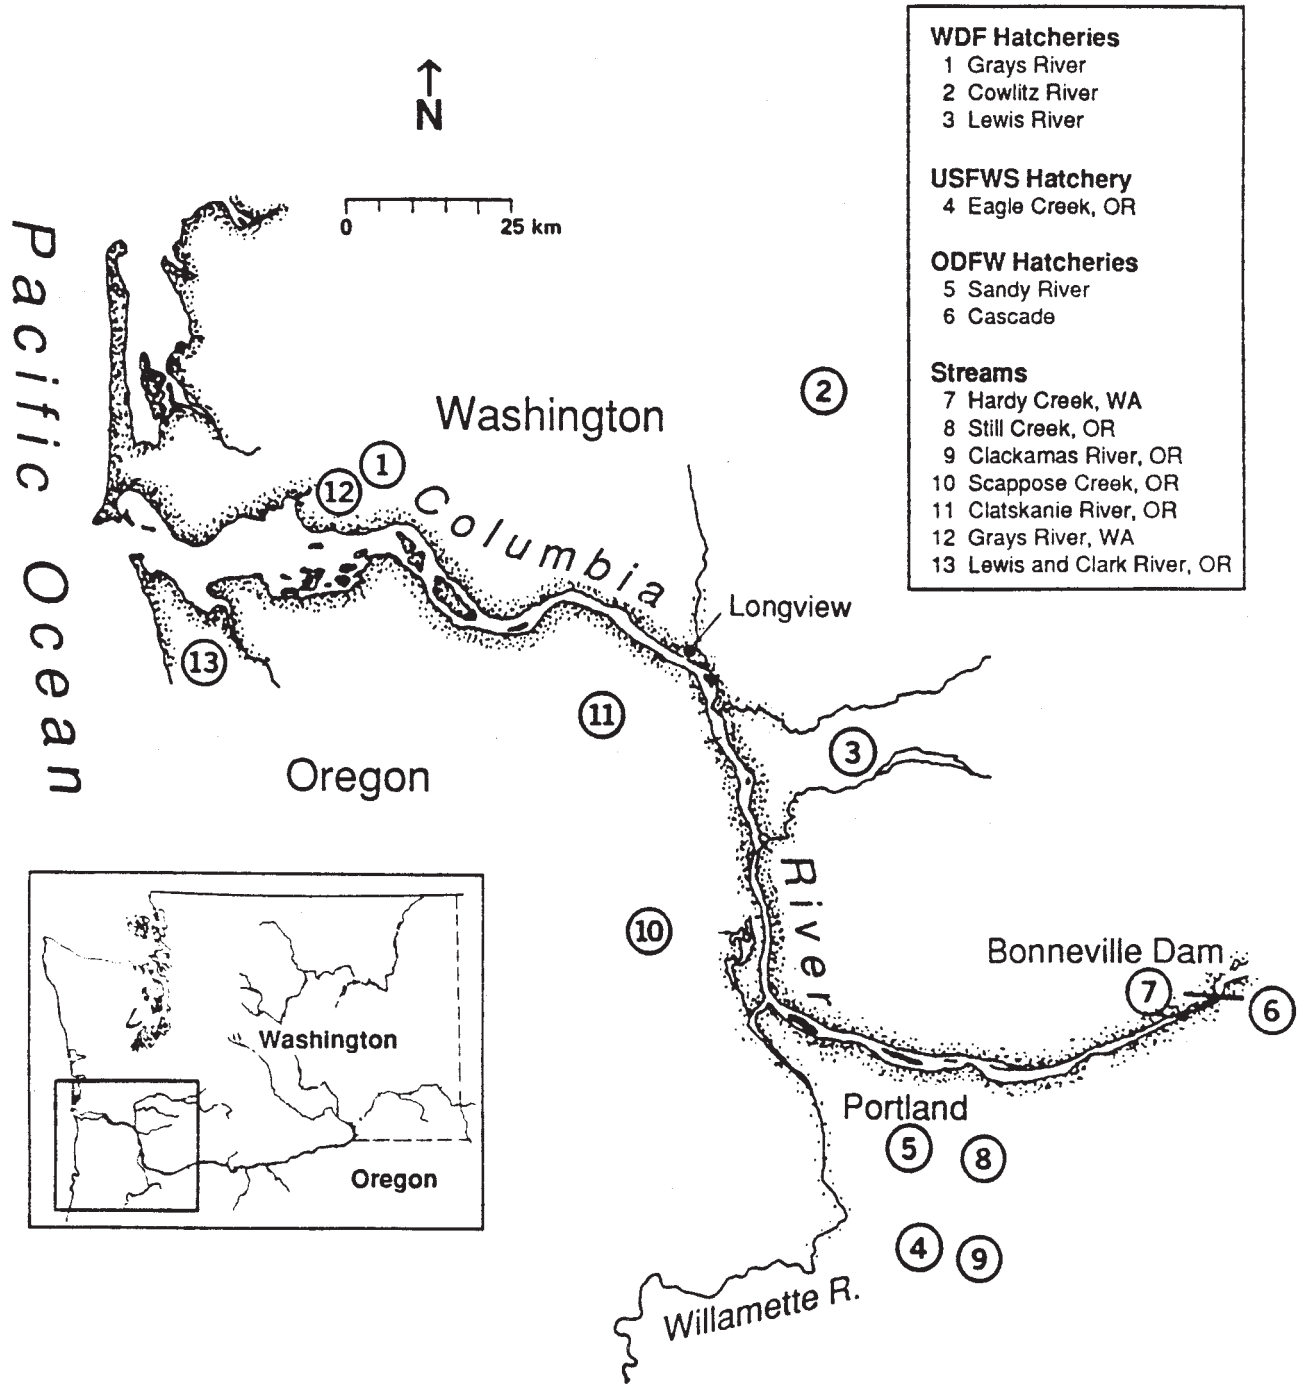 WDF Hatcheries
1 Grays River
2 Cowlitz River
3 Lewis River
USFWS Hatchery
4 Eagle Creek, OR
ODFW Hatcheries
5 Sandy River
6 Cascade
Streams
7 Hardy Creek, WA
8 Still Creek, OR
9 Clackamas River, OR
10 Scappose Creek, OR
11 Clatskanie River, OR
12 Grays River, WA
13 Lewis and Clark River, OR
N
0 25 km
Pacific Ocean
Washington
2
1
12
Columbia River
Longview
13
11
3
Oregon
10
Bonneville Dam
7
6
Portland
5
8
4
9
Willamette R.
Washington
Oregon